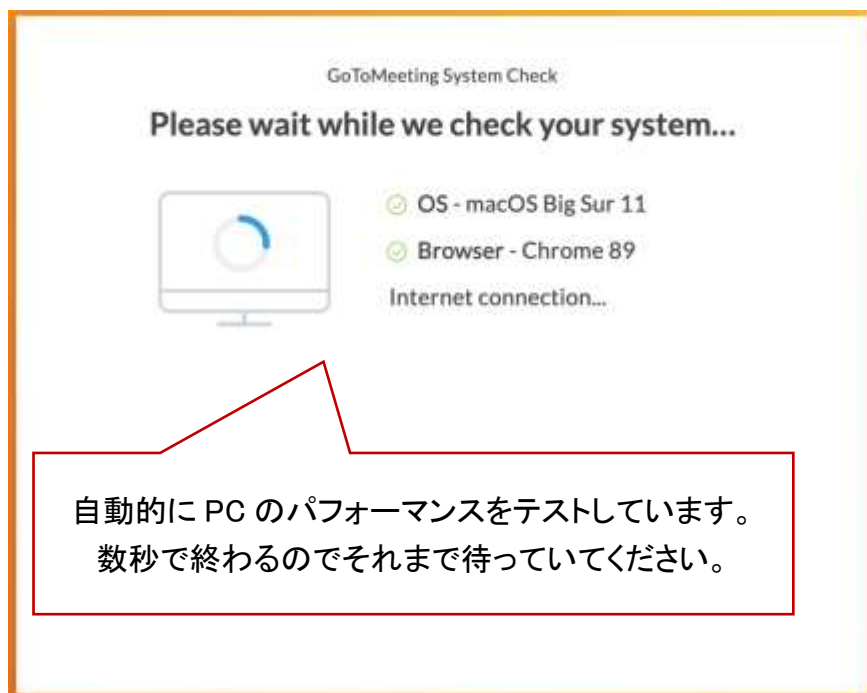 GoToMeeting System Check
Please wait while we check your system...
OS - macOS Big Sur 11
Browser - Chrome 89
Internet connection...
自動的に PC のパフォーマンスをテストしています。
数秒で終わるのでそれまで待っていてください。